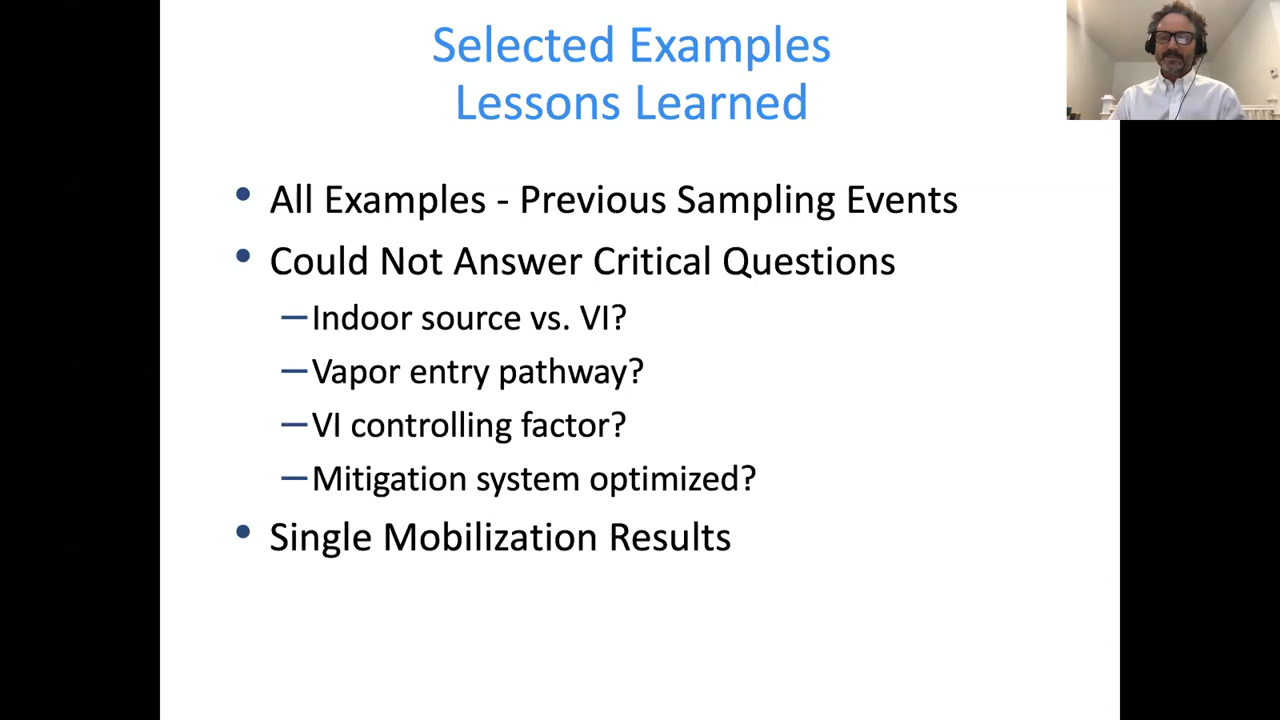 Selected Examples
Lessons Learned
• All Examples - Previous Sampling Events
• Could Not Answer Critical Questions
– Indoor source vs. VI?
– Vapor entry pathway?
– VI controlling factor?
– Mitigation system optimized?
• Single Mobilization Results